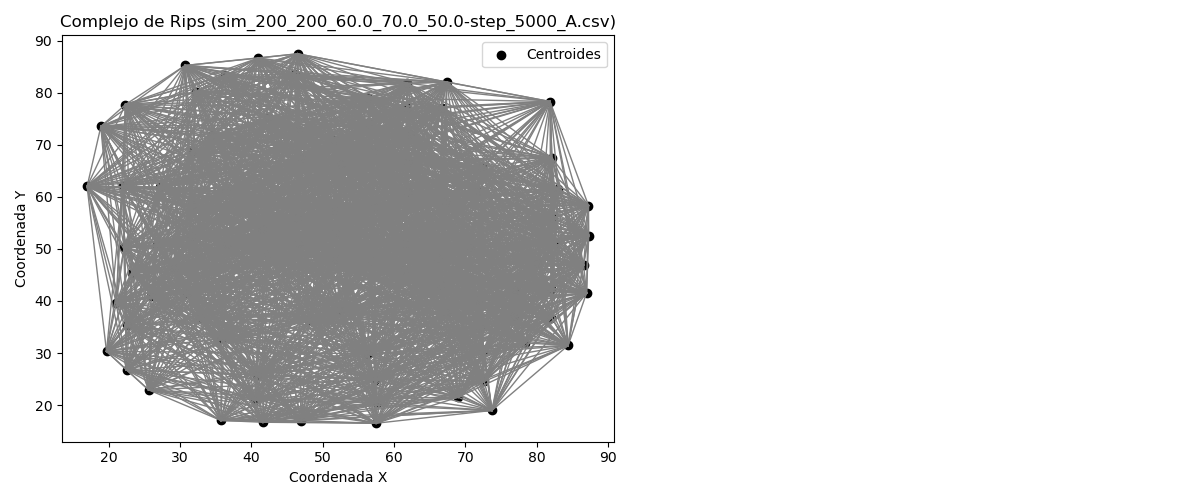 Complejo de Rips (sim_200_200_60.0_70.0_50.0-step_5000_A.csv)
Centroides
90
80
70
60
50
40
30
20
Coordenada Y
20 30 40 50 60 70 80 90
Coordenada X